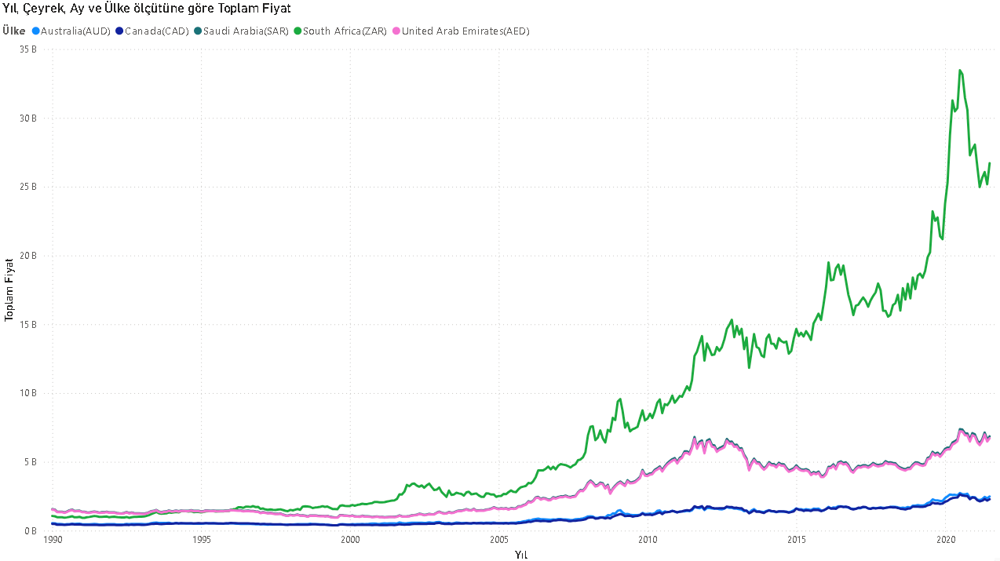 Yıl, Çeyrek, Ay ve Ülke ölçütüne göre Toplam Fiyat
Ülke Australia(AUD) Canada(CAD) Saudi Arabia(SAR) South Africa(ZAR) United Arab Emirates(AED)
35 B
30 B
25 B
20 B
15 B
10 B
5 B
0 B
Toplam Fiyat
1990 1995 2000 2005 2010 2015 2020
Yıl